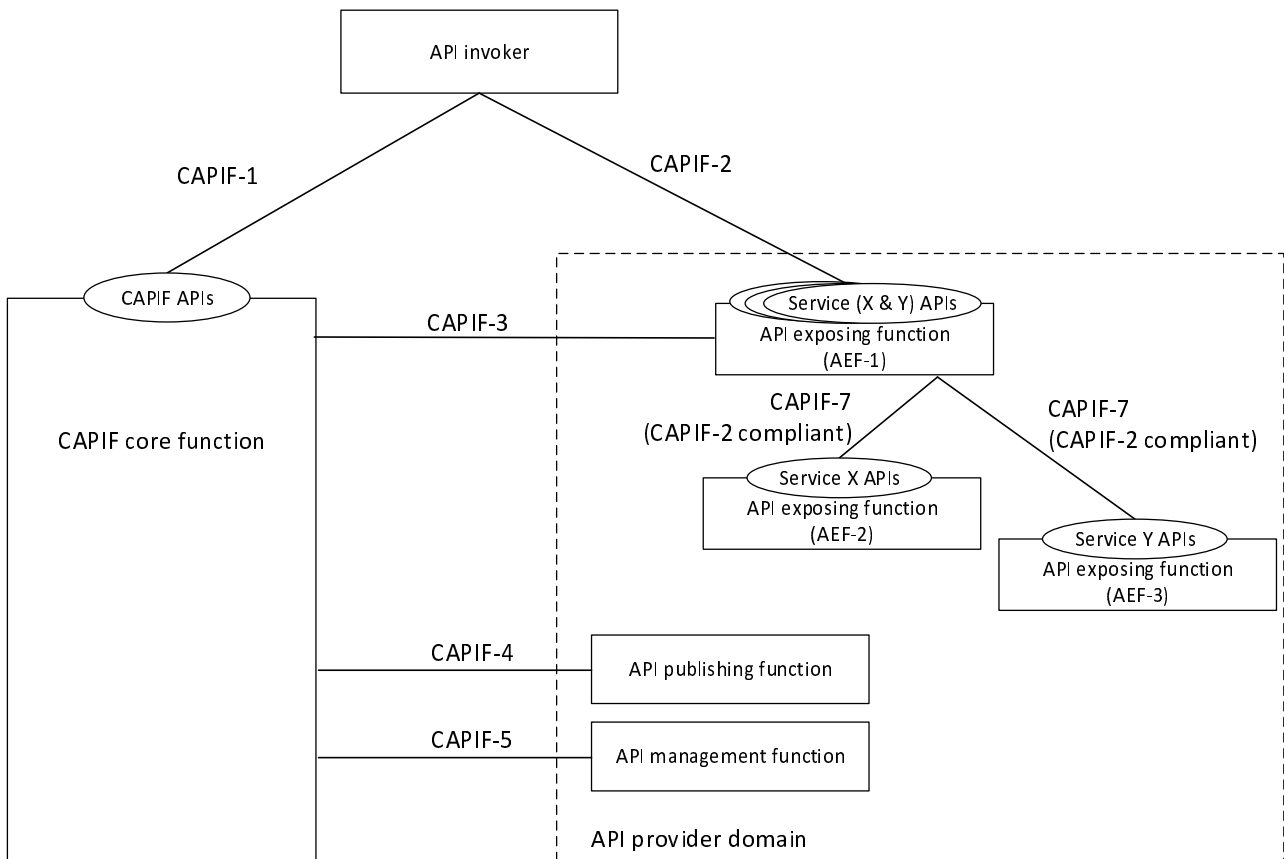 API invoker
CAPIF-1
CAPIF-2
CAPIF APIs
Service (X & Y) APIs
CAPIF-3
API exposing function
(AEF-1)
CAPIF-7
(CAPIF-2 compliant)
CAPIF-7
(CAPIF-2 compliant)
CAPIF core function
Service X APIs
API exposing function
(AEF-2)
Service Y APIs
API exposing function
(AEF-3)
CAPIF-4
API publishing function
CAPIF-5
API management function
API provider domain